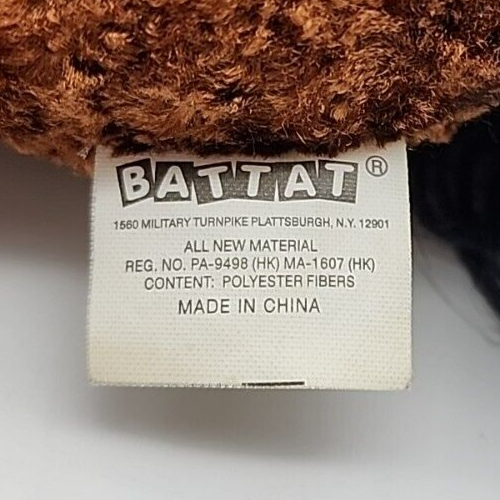 BATTAT®
1560 MILITARY TURNPIKE PLATTSBURGH, N.Y. 12901
ALL NEW MATERIAL
REG. NO. PA-9498 (HK) MA-1607 (HK)
CONTENT: POLYESTER FIBERS
MADE IN CHINA